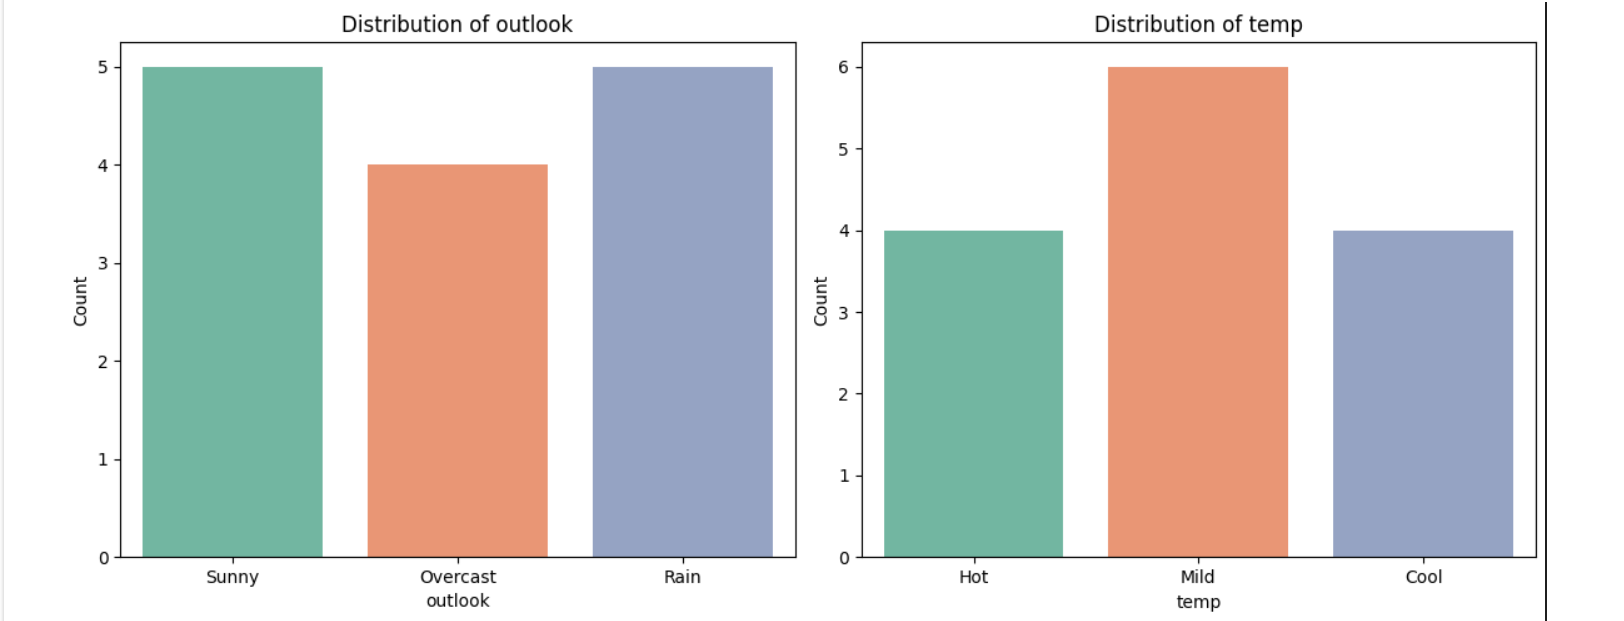 Distribution of outlook
5
4
3
2
1
0
Count
Sunny Overcast Rain
outlook
Distribution of temp
6
5
4
3
2
1
0
Count
Hot Mild Cool
temp